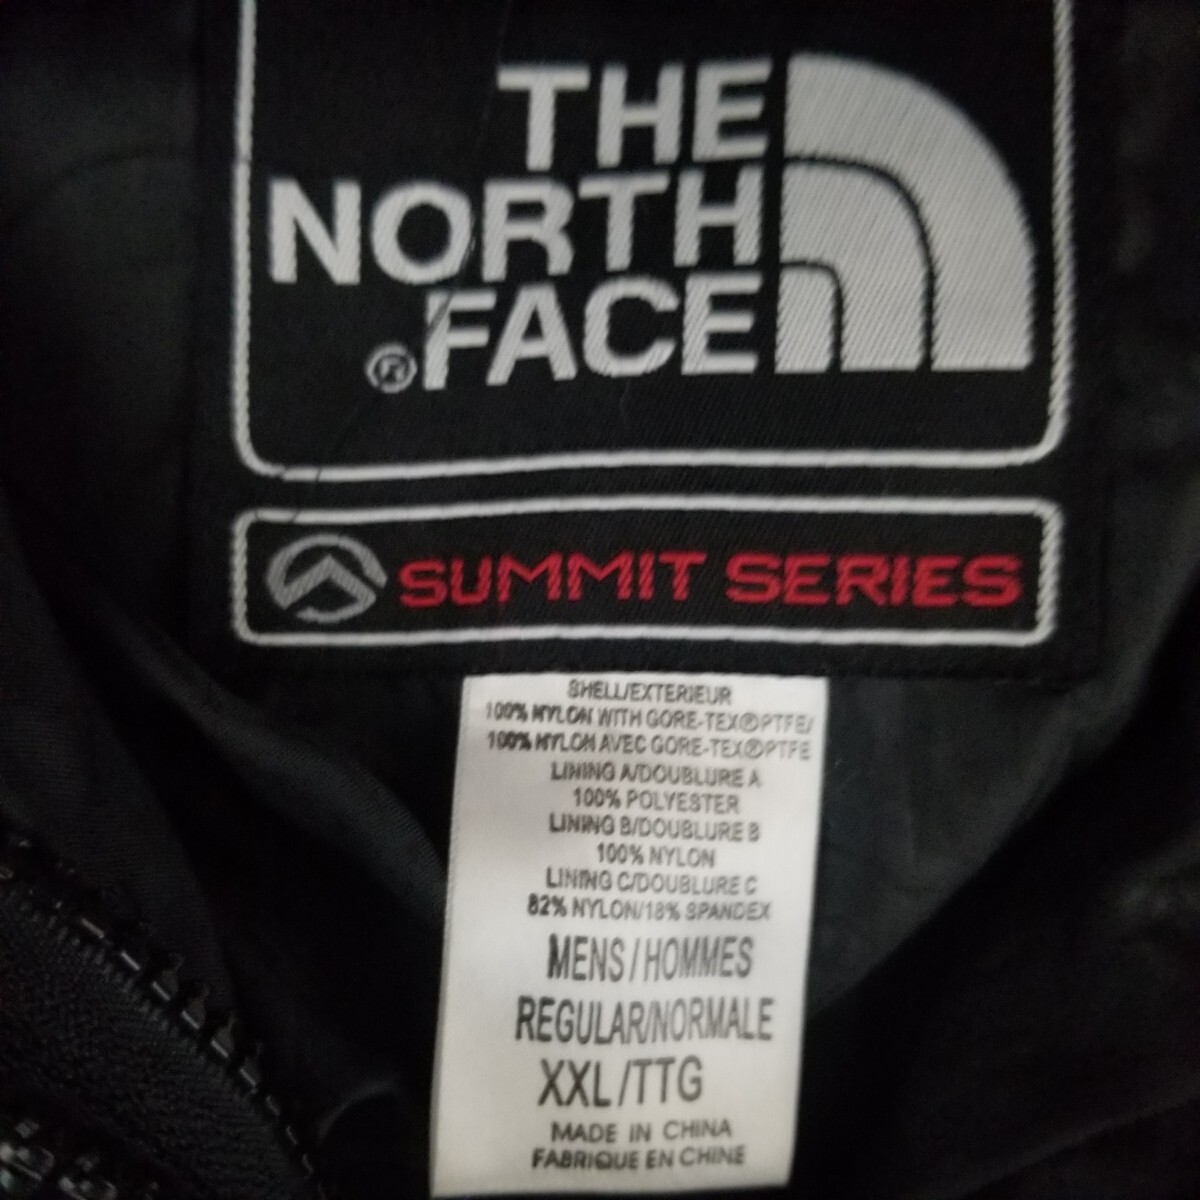 THE
NORTH
®FACE
SUMMIT SERIES
SHELL/EXTERIEUR
100% NYLON WITH GORE-TEX®PTFE/
100% NYLON AVEC GORE-TEX®PTFE
LINING A/DOUBLURE A
100% POLYESTER
LINING B/DOUBLURE B
100% NYLON
LINING C/DOUBLURE C
82% NYLON/18% SPANDEX
MENS/HOMMES
REGULAR/NORMALE
XXL/TTG
MADE IN CHINA
FABRIQUE EN CHINE